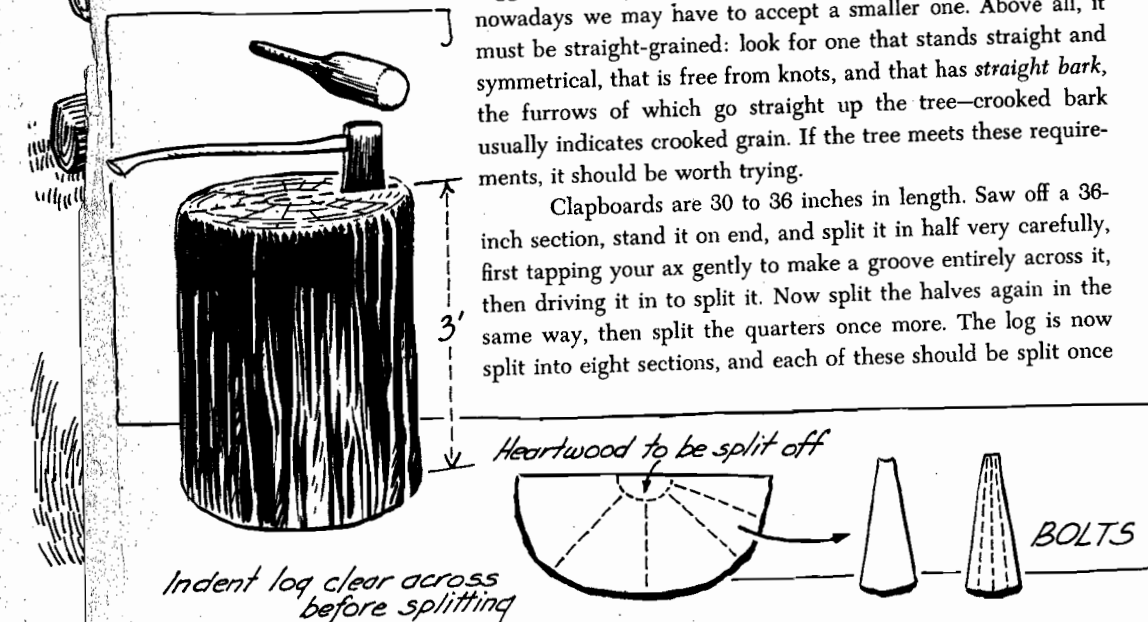 nowadays we may have to accept a smaller one. Above all, it
must be straight-grained: look for one that stands straight and
symmetrical, that is free from knots, and that has straight bark,
the furrows of which go straight up the tree—crooked bark
usually indicates crooked grain. If the tree meets these require-
ments, it should be worth trying.
Clapboards are 30 to 36 inches in length. Saw off a 36-
inch section, stand it on end, and split it in half very carefully,
first tapping your ax gently to make a groove entirely across it,
then driving it in to split it. Now split the halves again in the
same way, then split the quarters once more. The log is now
split into eight sections, and each of these should be split once
3'
Heartwood to be split off
BOLTS
Indent log clear across
before splitting